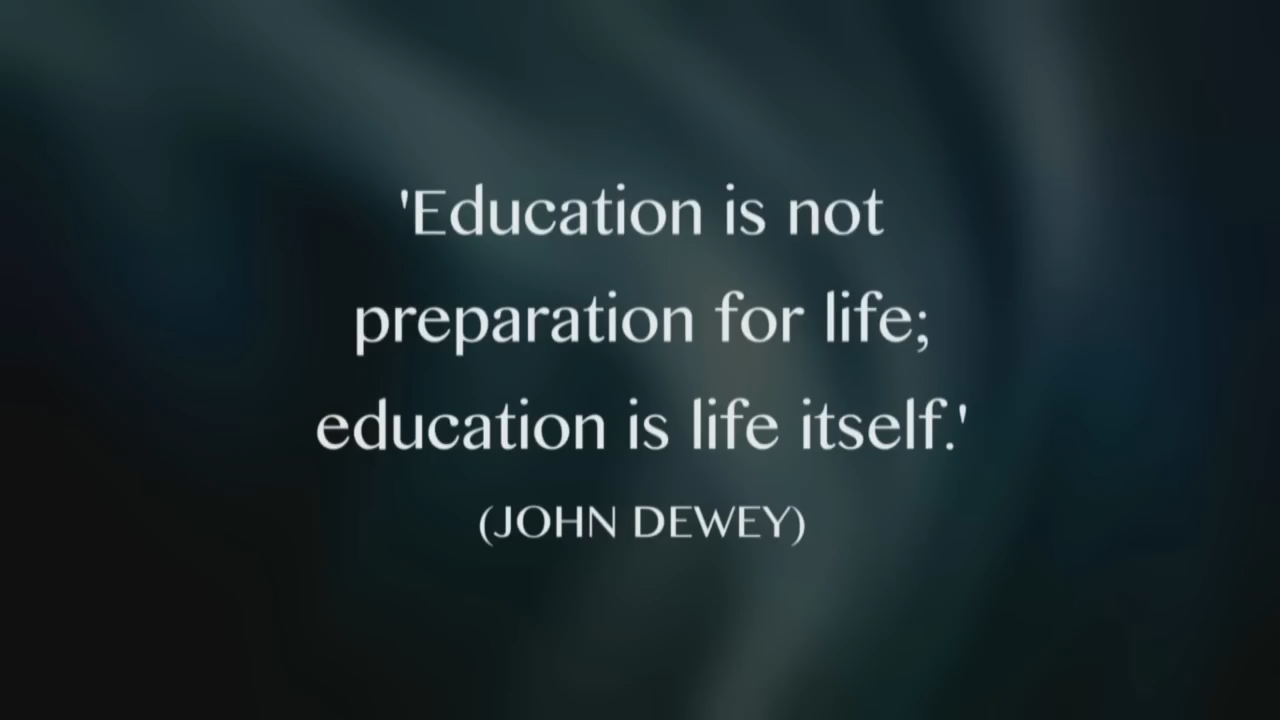 'Education is not
preparation for life;
education is life itself.'
(JOHN DEWEY)